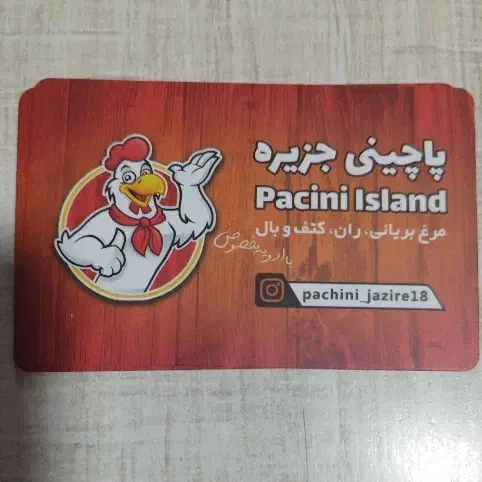 پاچینی جزیره
Pacini Island
مرغ بریانی، ران، کتف و بال
با ادویه مخصوص
pachini_jazire18